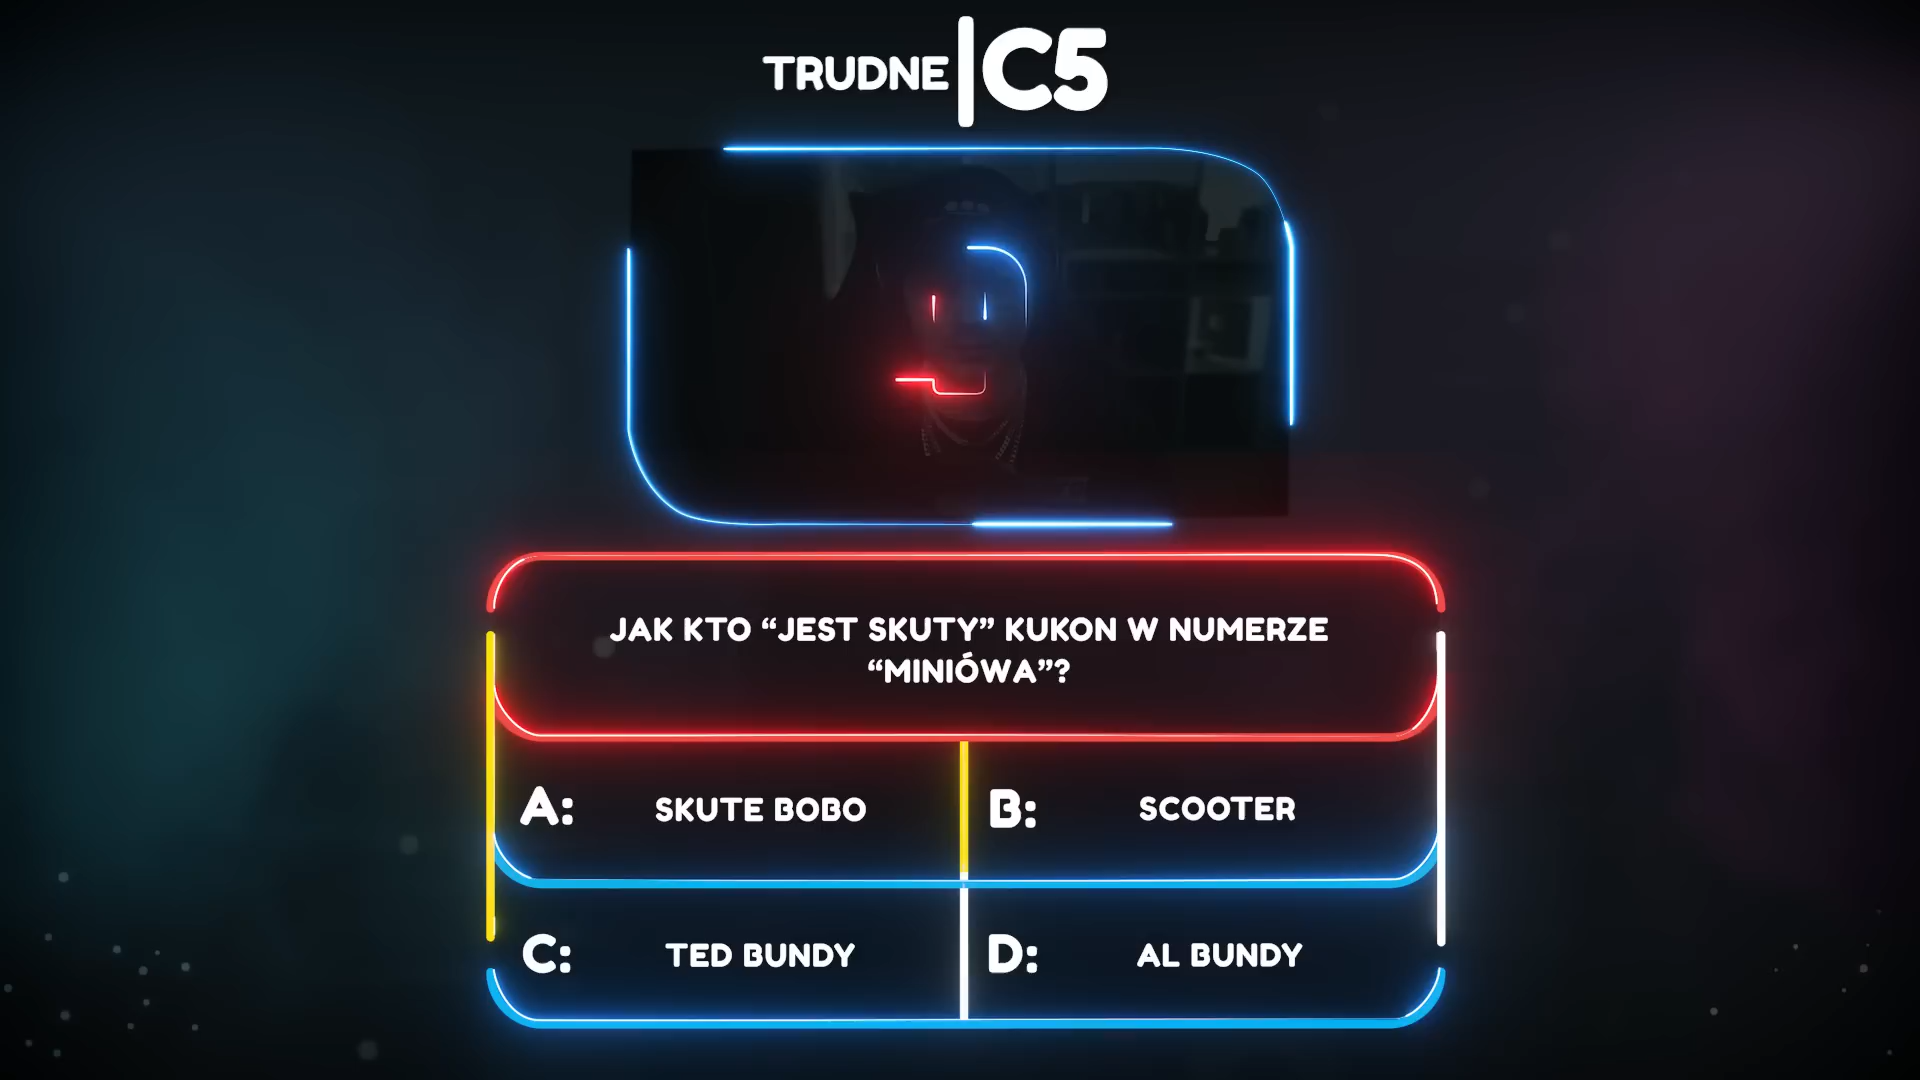 TRUDNE|C5
JAK KTO “JEST SKUTY” KUKON W NUMERZE
“MINIÓWA”?
A: SKUTE BOBO
B: SCOOTER
C: TED BUNDY
D: AL BUNDY